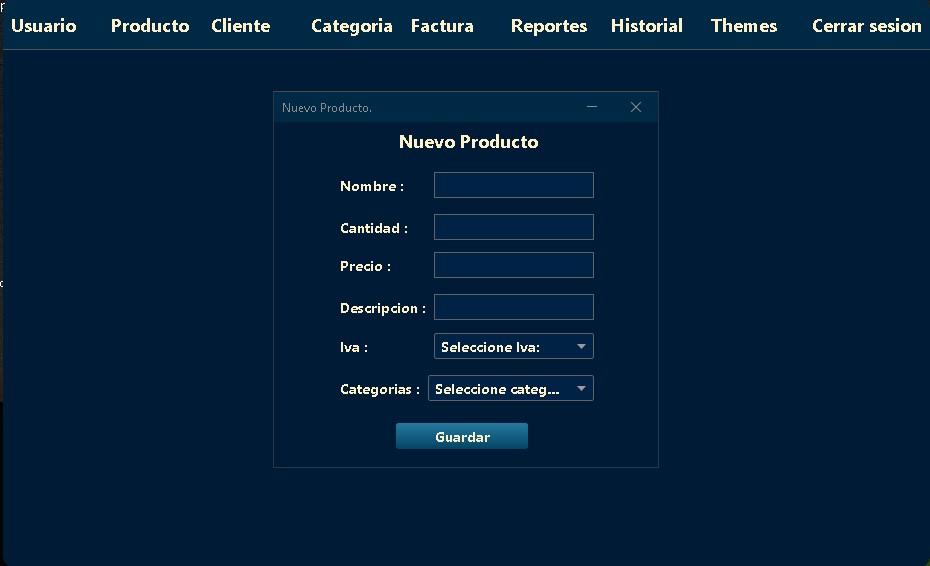 Usuario Producto Cliente Categoria Factura Reportes Historial Themes Cerrar sesion
Nuevo Producto.
Nuevo Producto
Nombre :
Cantidad :
Precio :
Descripcion :
Iva : Seleccione Iva:
Categorias : Seleccione categ...
Guardar